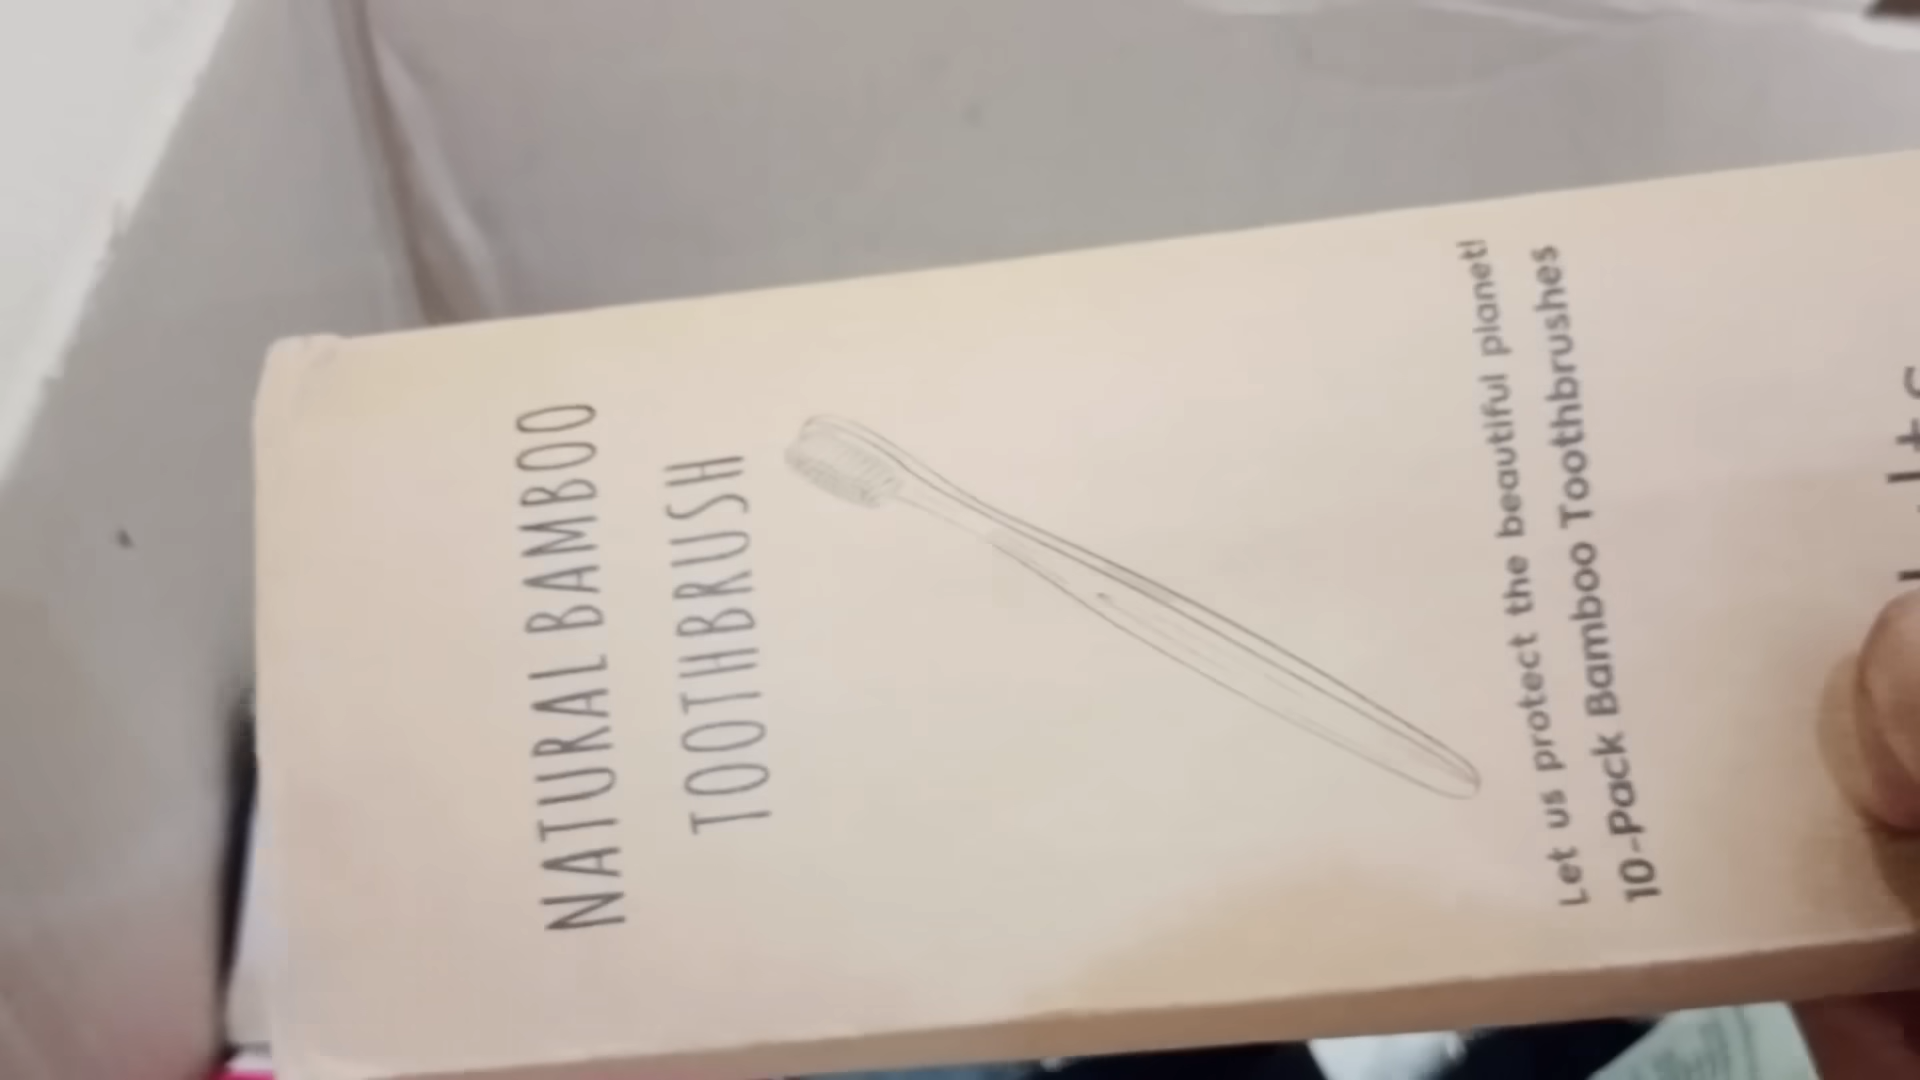 NATURAL BAMBOO
TOOTHBRUSH
Let us protect the beautiful planet!
10-Pack Bamboo Toothbrushes